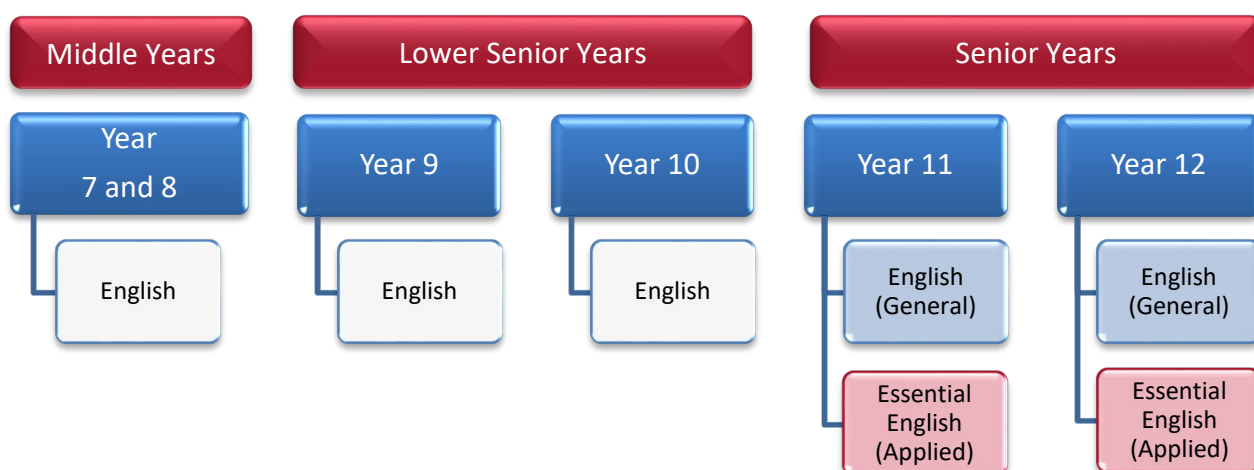 Middle Years
Lower Senior Years
Senior Years
Year
7 and 8
Year 9
Year 10
Year 11
Year 12
English
English
English
English
(General)
English
(General)
Essential
English
(Applied)
Essential
English
(Applied)